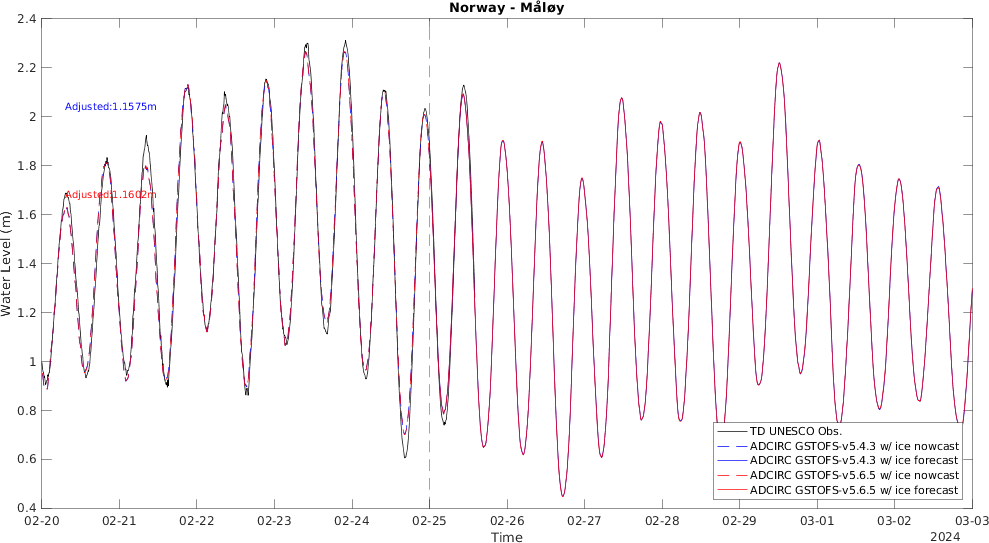 Norway - Måløy
2.4
2.2
2
1.8
1.6
1.4
1.2
1
0.8
0.6
0.4
Water Level (m)
Adjusted:1.1575m
Adjusted:1.1602m
TD UNESCO Obs.
ADCIRC GSTOFS-v5.4.3 w/ ice nowcast
ADCIRC GSTOFS-v5.4.3 w/ ice forecast
ADCIRC GSTOFS-v5.6.5 w/ ice nowcast
ADCIRC GSTOFS-v5.6.5 w/ ice forecast
02-20 02-21 02-22 02-23 02-24 02-25 02-26 02-27 02-28 02-29 03-01 03-02 03-03
Time
2024